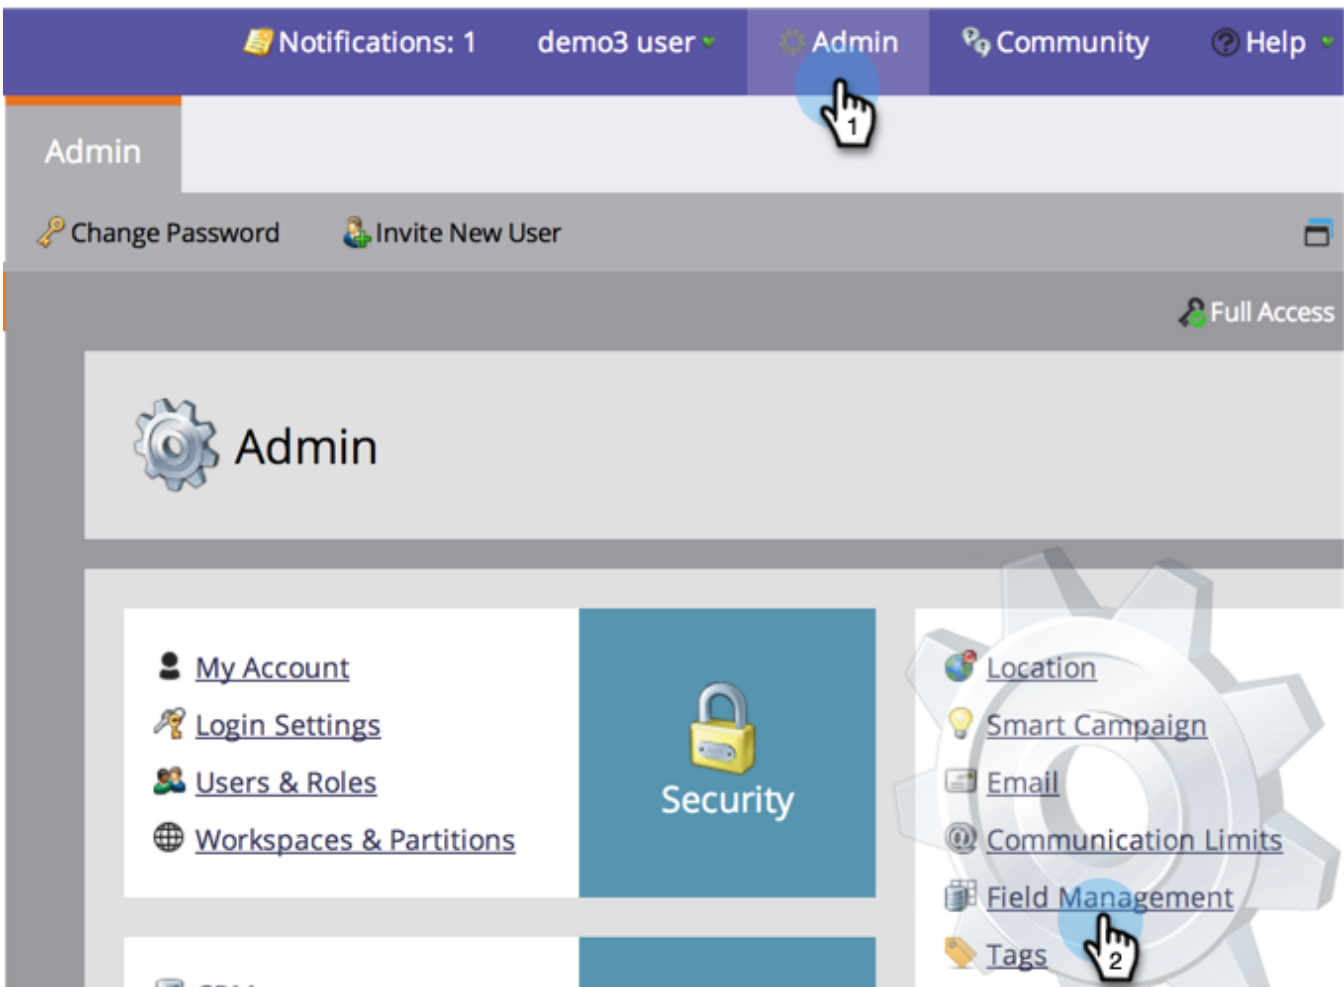 Notifications: 1 demo3 user Admin Community Help
1
Admin
Change Password Invite New User
Full Access
Admin
My Account
Login Settings
Users & Roles
Workspaces & Partitions
Security
Location
Smart Campaign
Email
Communication Limits
Field Management
Tags
2